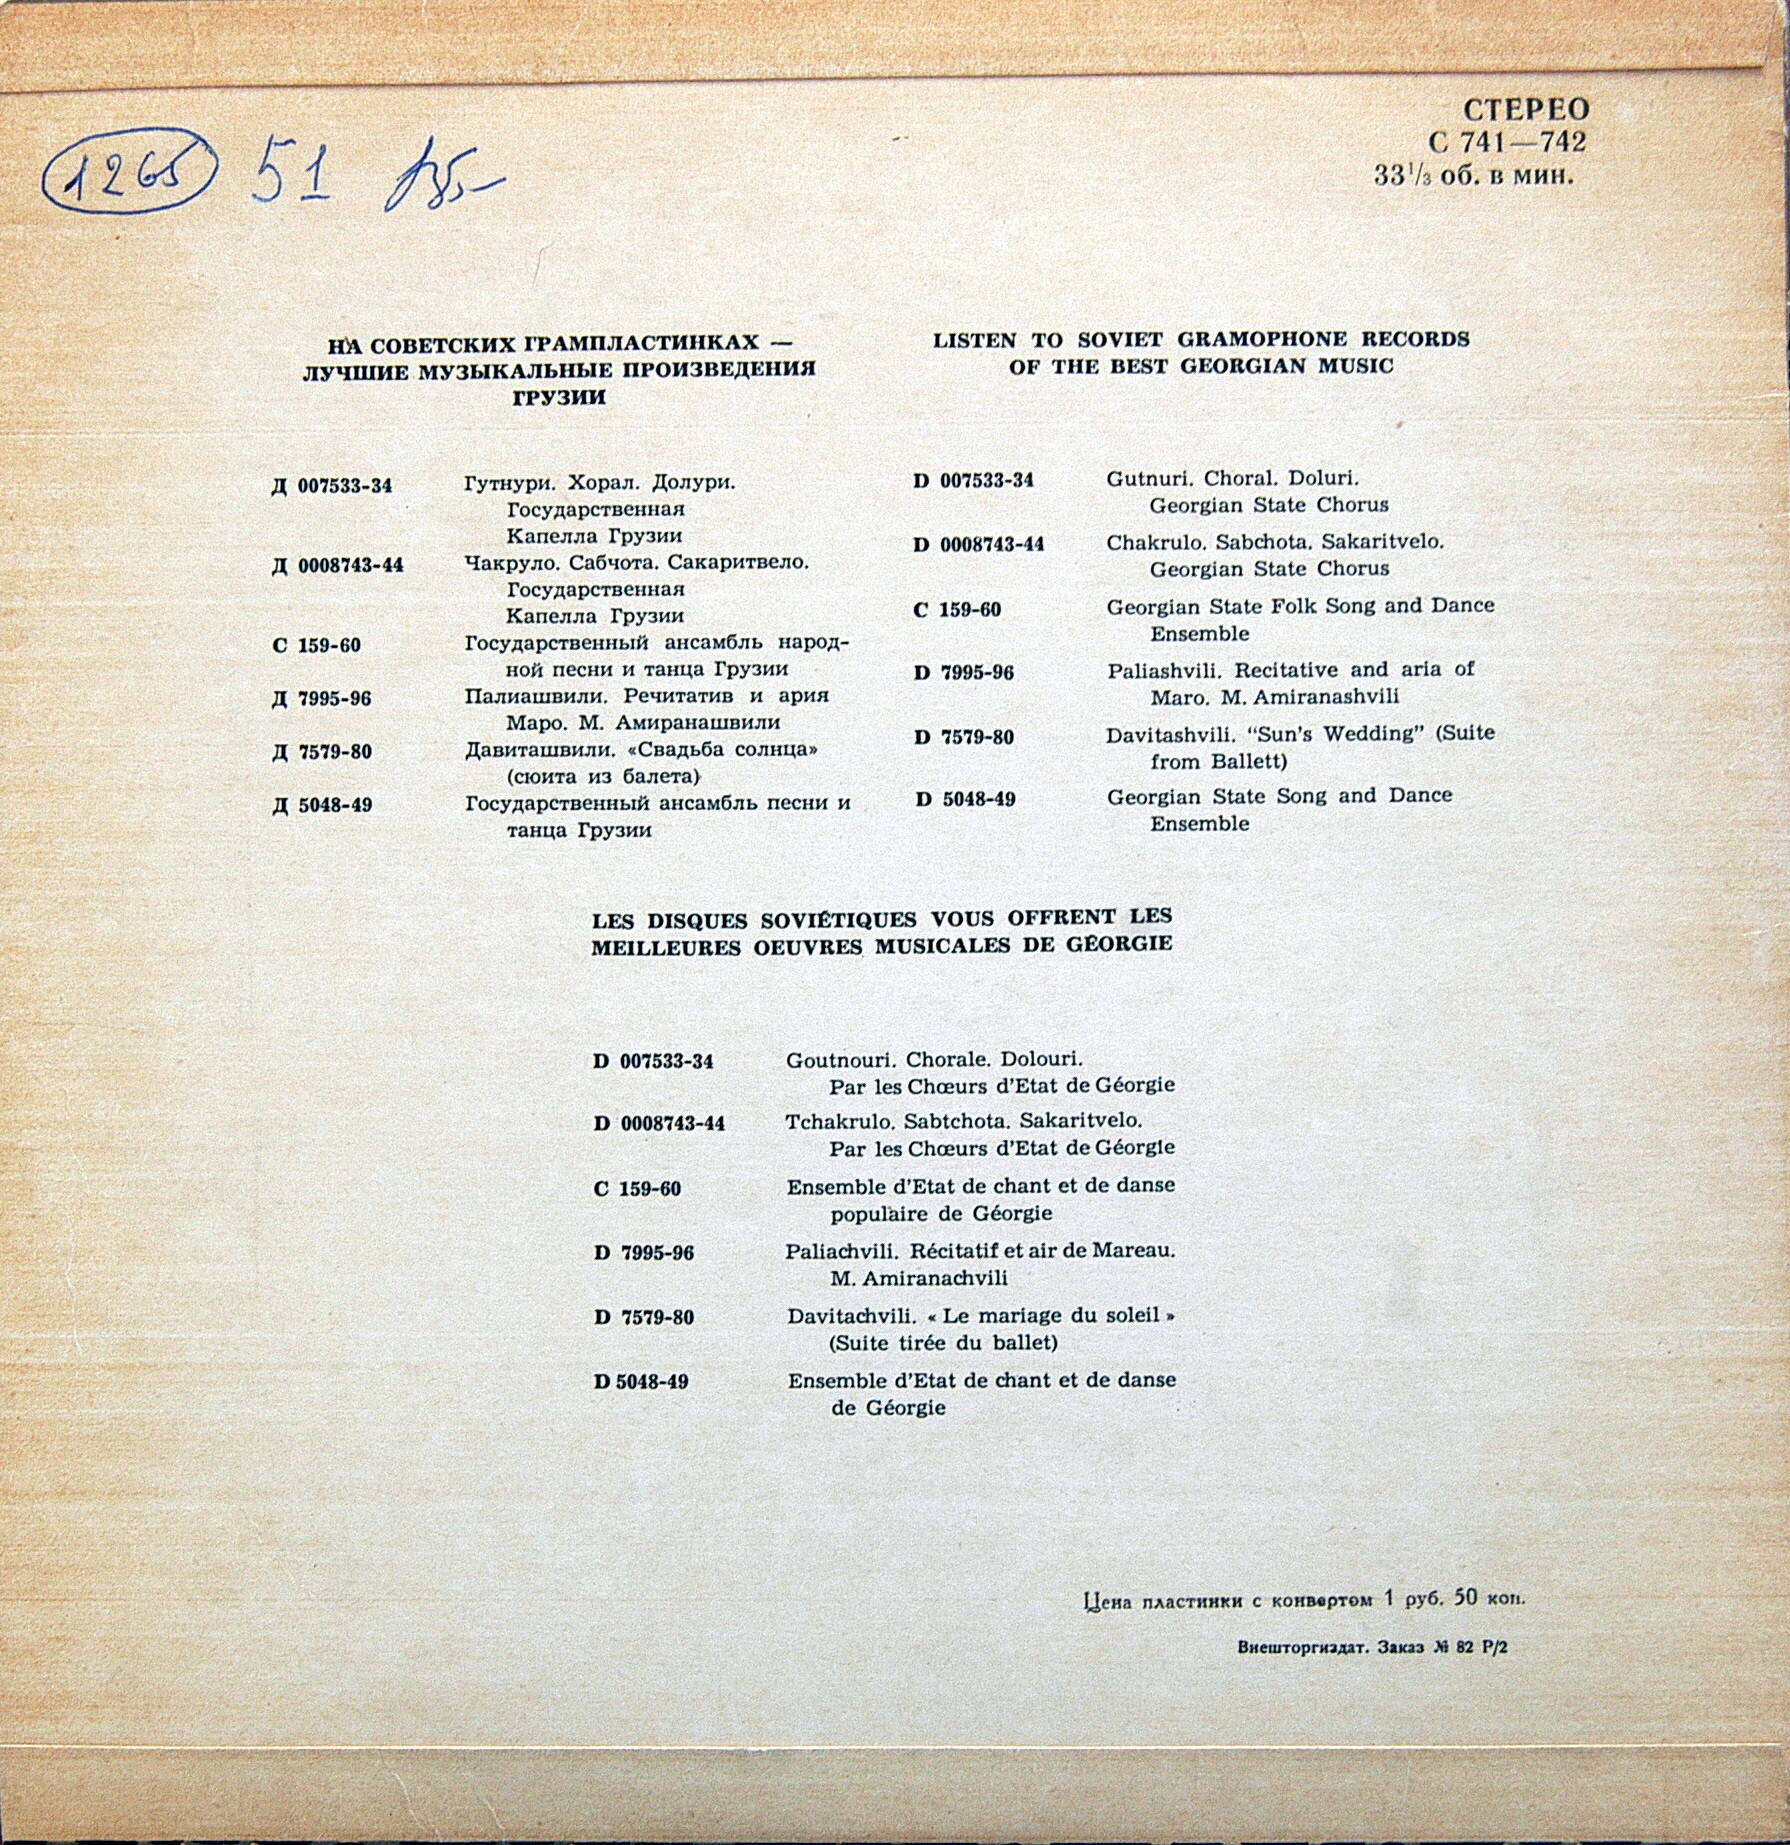 СТЕРЕО
С 741—742
33 1/3 об. в мин.
1265 51
НА СОВЕТСКИХ ГРАМПЛАСТИНКАХ —
ЛУЧШИЕ МУЗЫКАЛЬНЫЕ ПРОИЗВЕДЕНИЯ
ГРУЗИИ
Д 007533-34 Гутнури. Хорал. Долури.
Государственная
Капелла Грузии
Д 0008743-44 Чакруло. Сабчота. Сакаритвело.
Государственная
Капелла Грузии
С 159-60 Государственный ансамбль народ-
ной песни и танца Грузии
Д 7995-96 Палиашвили. Речитатив и ария
Маро. М. Амиранашвили
Д 7579-80 Давиташвили. «Свадьба солнца»
(сюита из балета)
Д 5048-49 Государственный ансамбль песни и
танца Грузии
LISTEN TO SOVIET GRAMOPHONE RECORDS
OF THE BEST GEORGIAN MUSIC
D 007533-34 Gutnuri. Choral. Doluri.
Georgian State Chorus
D 0008743-44 Chakrulo. Sabchota. Sakaritvelo.
Georgian State Chorus
C 159-60 Georgian State Folk Song and Dance
Ensemble
D 7995-96 Paliashvili. Recitative and aria of
Maro. M. Amiranashvili
D 7579-80 Davitashvili. “Sun's Wedding” (Suite
from Ballett)
D 5048-49 Georgian State Song and Dance
Ensemble
LES DISQUES SOVIÉTIQUES VOUS OFFRENT LES
MEILLEURES OEUVRES MUSICALES DE GÉORGIE
D 007533-34 Goutnouri. Chorale. Dolouri.
Par les Chœurs d'Etat de Géorgie
D 0008743-44 Tchakrulo. Sabtchota. Sakaritvelo.
Par les Chœurs d'Etat de Géorgie
C 159-60 Ensemble d'Etat de chant et de danse
populaire de Géorgie
D 7995-96 Paliachvili. Récitatif et air de Mareau.
M. Amiranachvili
D 7579-80 Davitachvili. « Le mariage du soleil »
(Suite tirée du ballet)
D 5048-49 Ensemble d'Etat de chant et de danse
de Géorgie
Цена пластинки с конвертом 1 руб. 50 коп.
Внешторгиздат. Заказ № 82 Р/2